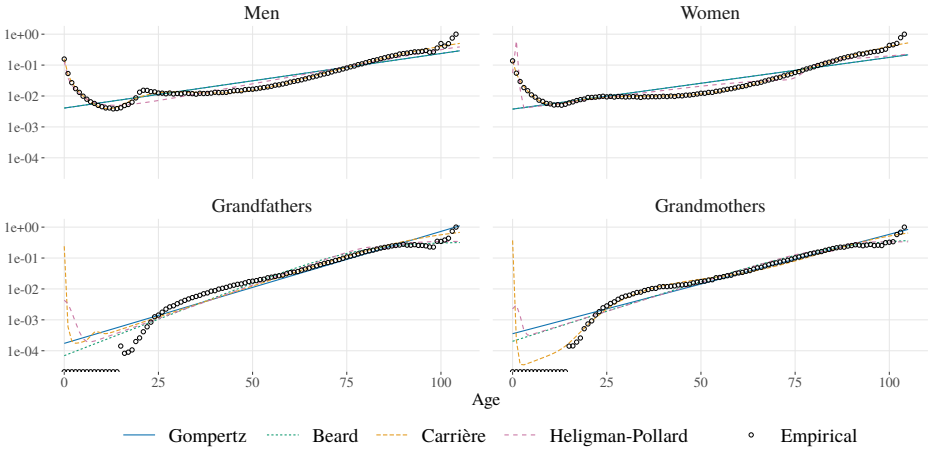 Men Women
1e+00
1e-01
1e-02
1e-03
1e-04
Grandfathers Grandmothers
1e+00
1e-01
1e-02
1e-03
1e-04
0 25 50 75 100 0 25 50 75 100
Age
Gompertz Beard Carrière Heligman-Pollard Empirical